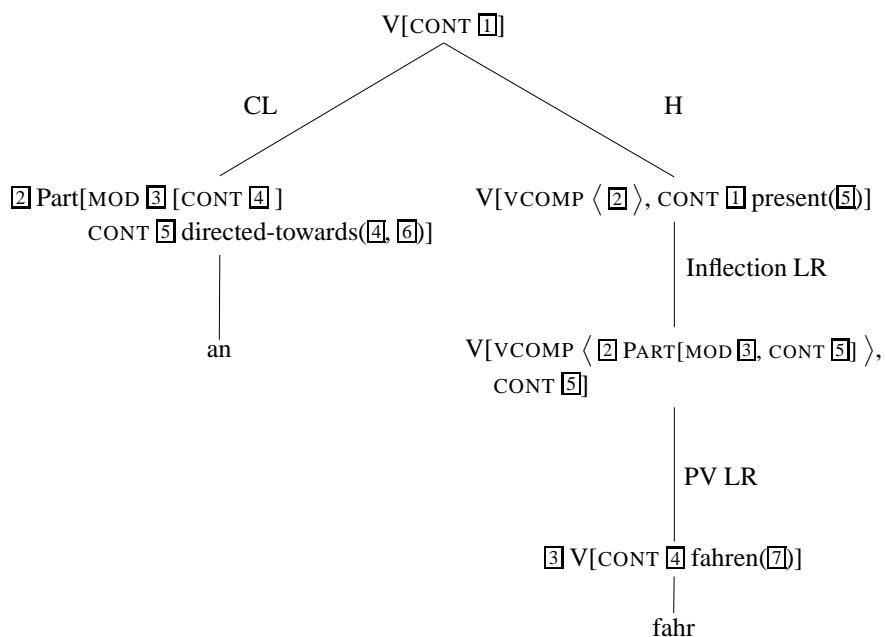 V[CONT 1]
CL
H
2 Part[MOD 3 [CONT 4 ]
CONT 5 directed-towards(4, 6)]
V[VCOMP ⟨ 2 ⟩, CONT 1 present(5)]
Inflection LR
an
V[VCOMP ⟨ 2 PART[MOD 3, CONT 5] ⟩,
CONT 5]
PV LR
3 V[CONT 4 fahren(7)]
fahr